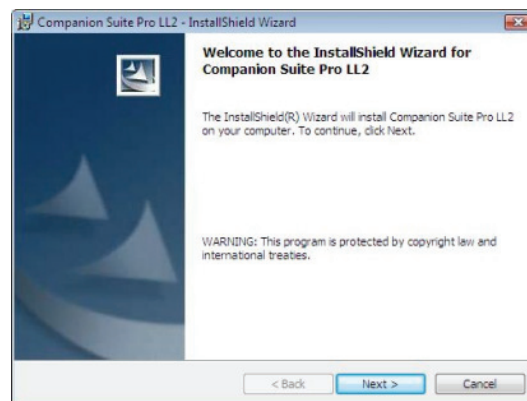 Companion Suite Pro LL2 - InstallShield Wizard
Welcome to the InstallShield Wizard for
Companion Suite Pro LL2
The InstallShield(R) Wizard will install Companion Suite Pro LL2
on your computer. To continue, click Next.
WARNING: This program is protected by copyright law and
international treaties.
< Back
Next >
Cancel